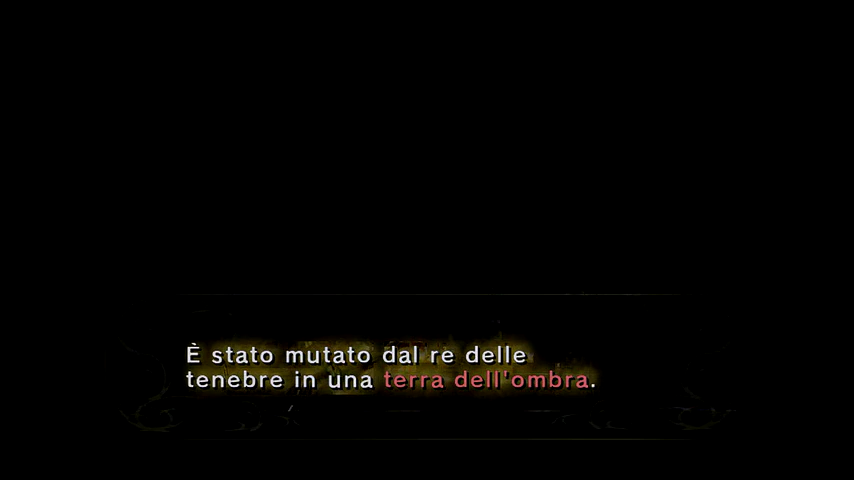 È stato mutato dal re delle
tenebre in una terra dell'ombra.